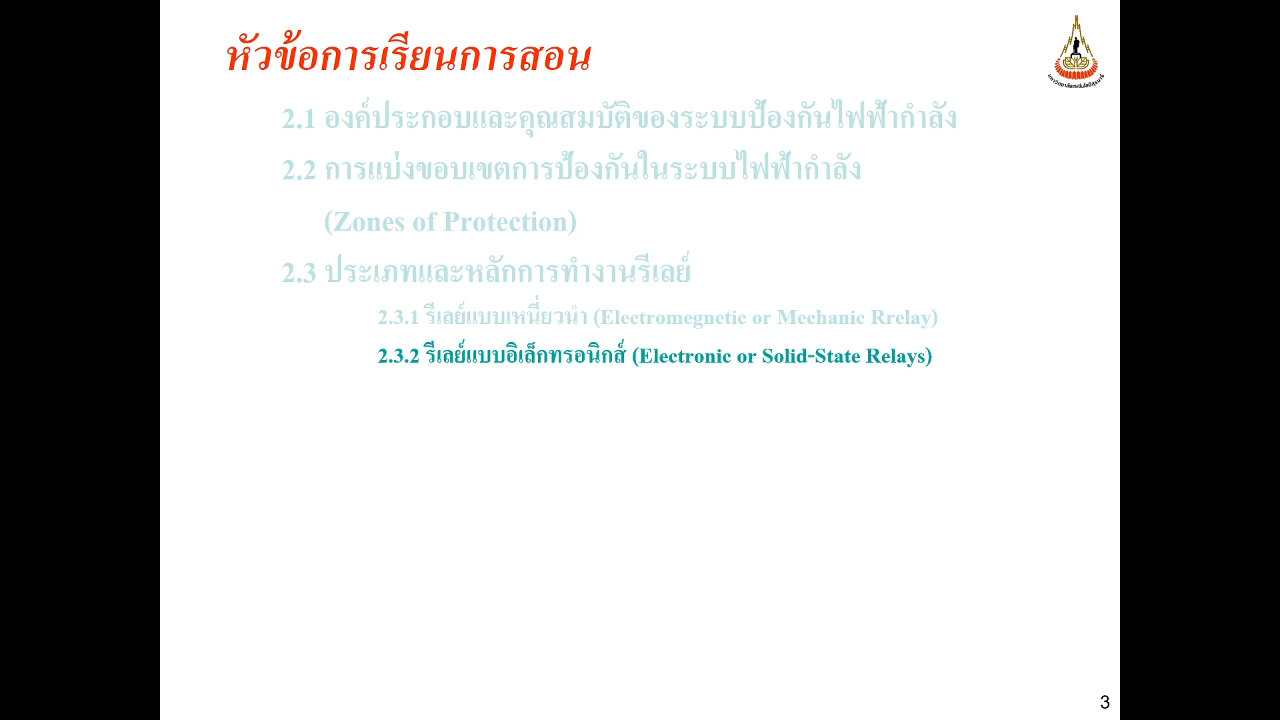 หัวข้อการเรียนการสอน
2.1 องค์ประกอบและคุณสมบัติของระบบป้องกันไฟฟ้ากำลัง
2.2 การแบ่งขอบเขตการป้องกันในระบบไฟฟ้ากำลัง
(Zones of Protection)
2.3 ประเภทและหลักการทำงานรีเลย์
2.3.1 รีเลย์แบบเหนี่ยวนำ (Electromegnetic or Mechanic Rrelay)
2.3.2 รีเลย์แบบอิเล็กทรอนิกส์ (Electronic or Solid-State Relays)
3